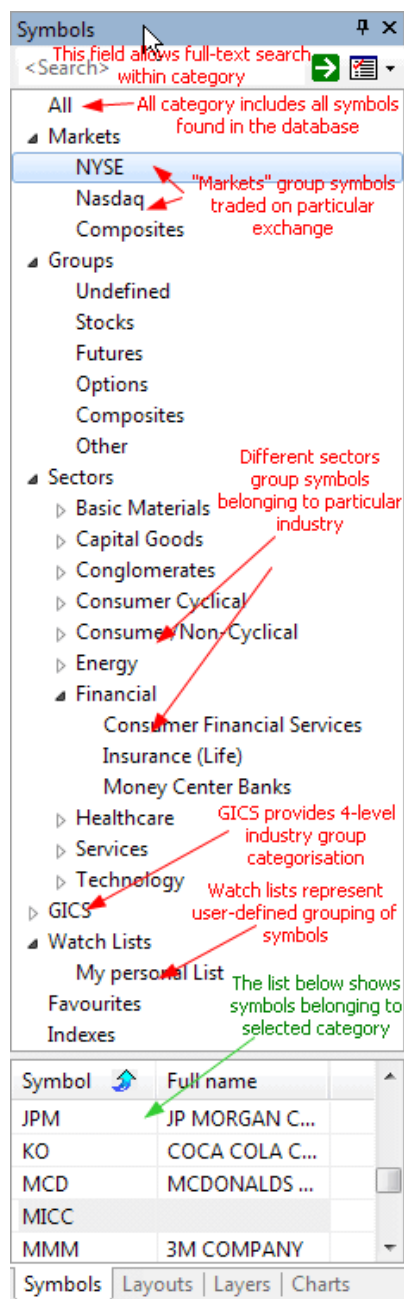 Symbols
This field allows full-text search
<Search>
within category
All
All category includes all symbols
found in the database
Markets
NYSE
Nasdaq
"Markets" group symbols
traded on particular
exchange
Composites
Groups
Undefined
Stocks
Futures
Options
Composites
Other
Different sectors
group symbols
belonging to particular
industry
Sectors
Basic Materials
Capital Goods
Conglomerates
Consumer Cyclical
Consumer/Non-Cyclical
Energy
Financial
Consumer Financial Services
Insurance (Life)
Money Center Banks
Healthcare
Services
Technology
GICS provides 4-level
industry group
categorisation
GICS
Watch lists represent
user-defined grouping of
symbols
Watch Lists
My personal List
Favourites
Indexes
The list below shows
symbols belonging to
selected category
Symbol Full name
JPM JP MORGAN C...
KO COCA COLA C...
MCD MCDONALDS ...
MICC
MMM 3M COMPANY
Symbols Layouts Layers Charts